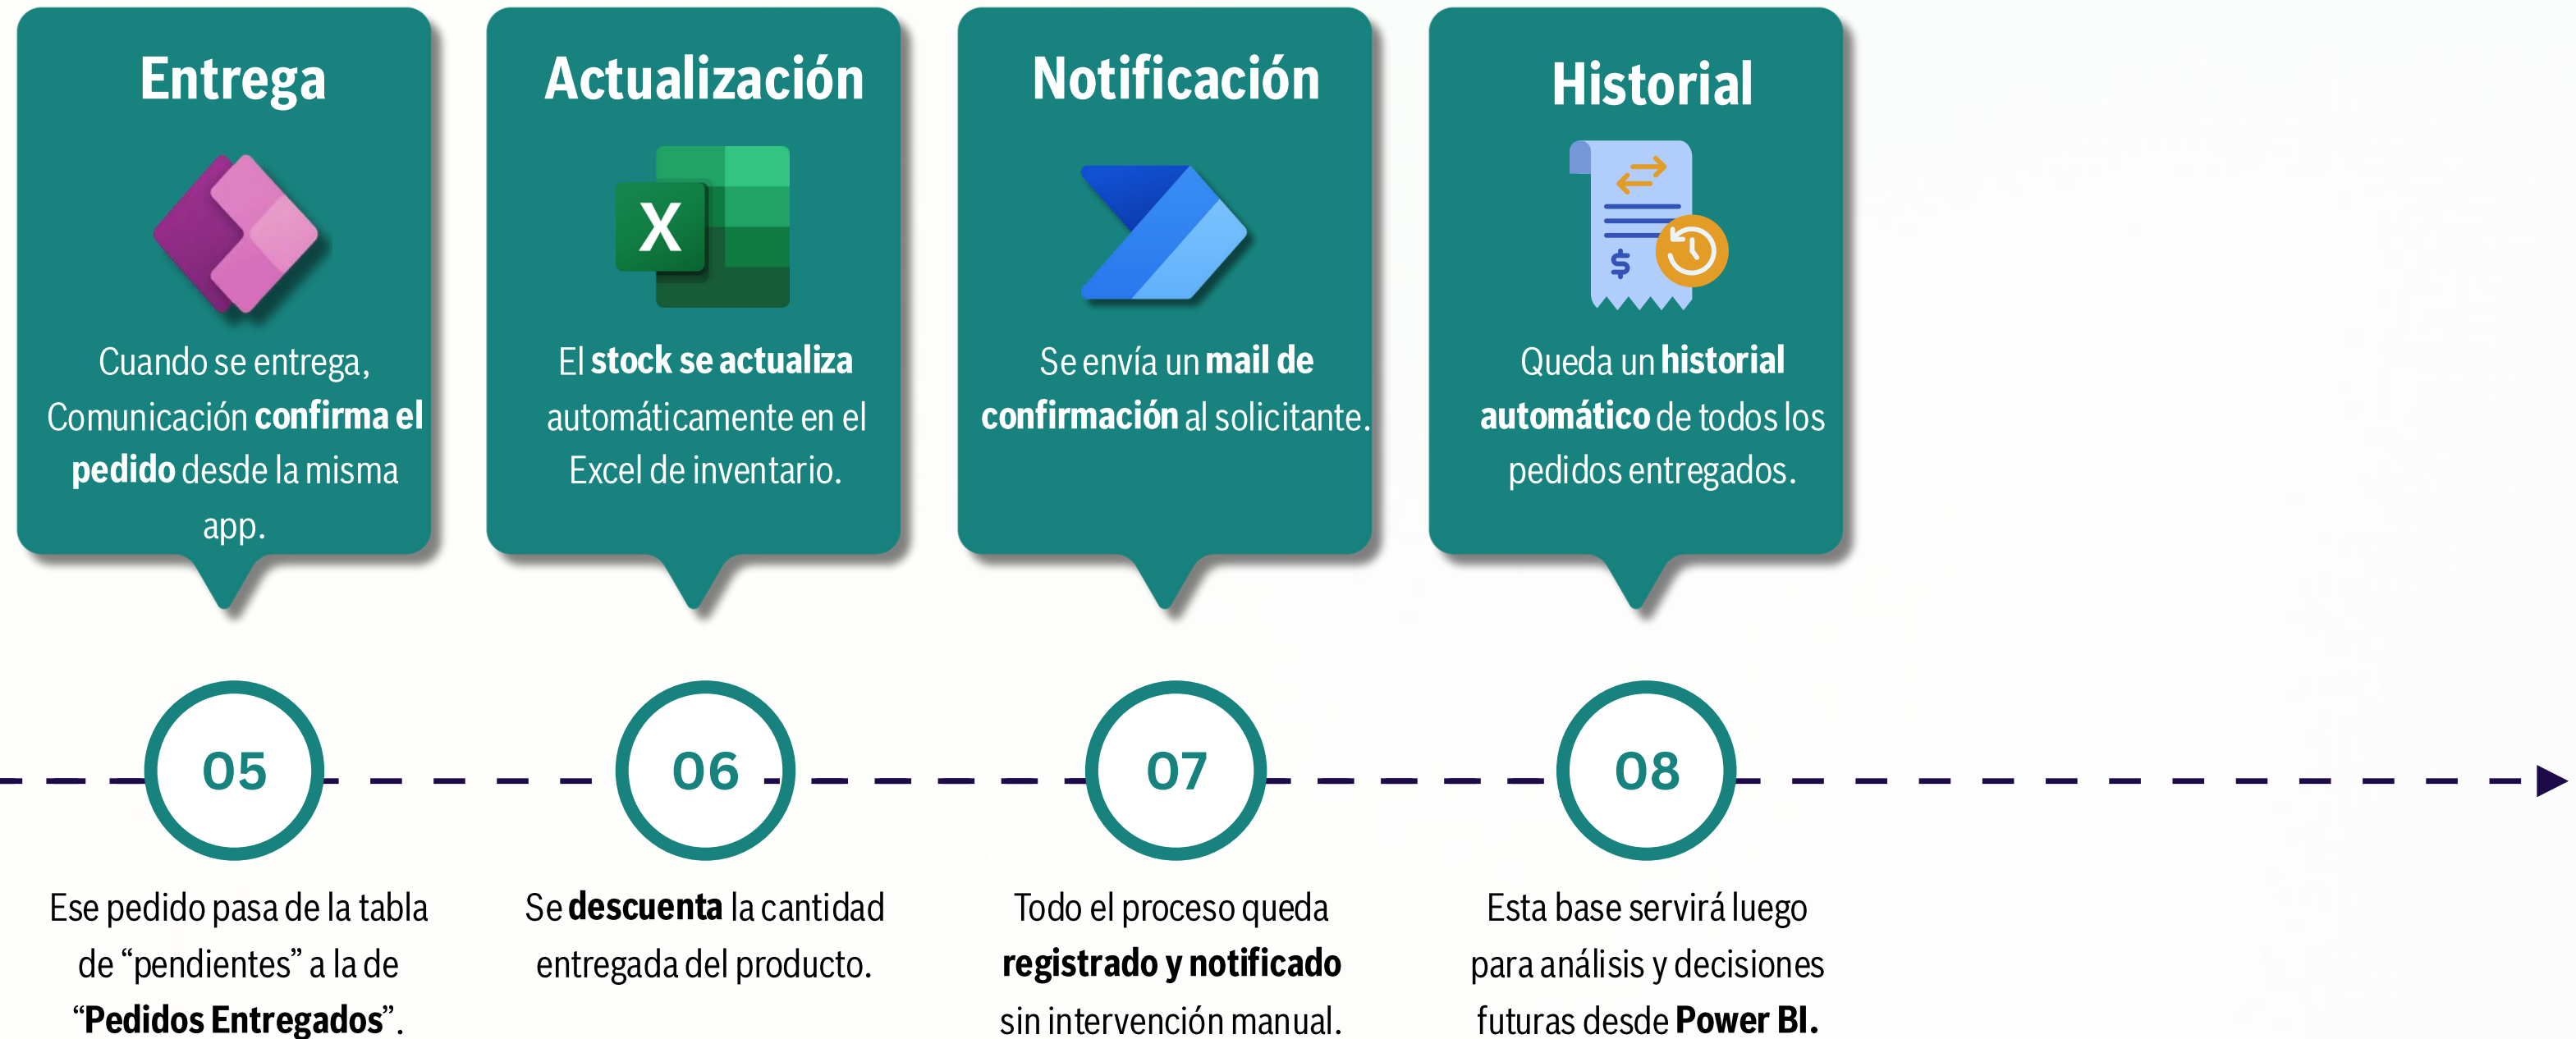 Entrega
Cuando se entrega,
Comunicación confirma el
pedido desde la misma
app.
Actualización
X
El stock se actualiza
automáticamente en el
Excel de inventario.
Notificación
Se envía un mail de
confirmación al solicitante.
Historial
$
Queda un historial
automático de todos los
pedidos entregados.
05
Ese pedido pasa de la tabla
de “pendientes” a la de
“Pedidos Entregados”.
06
Se descuenta la cantidad
entregada del producto.
07
Todo el proceso queda
registrado y notificado
sin intervención manual.
08
Esta base servirá luego
para análisis y decisiones
futuras desde Power BI.